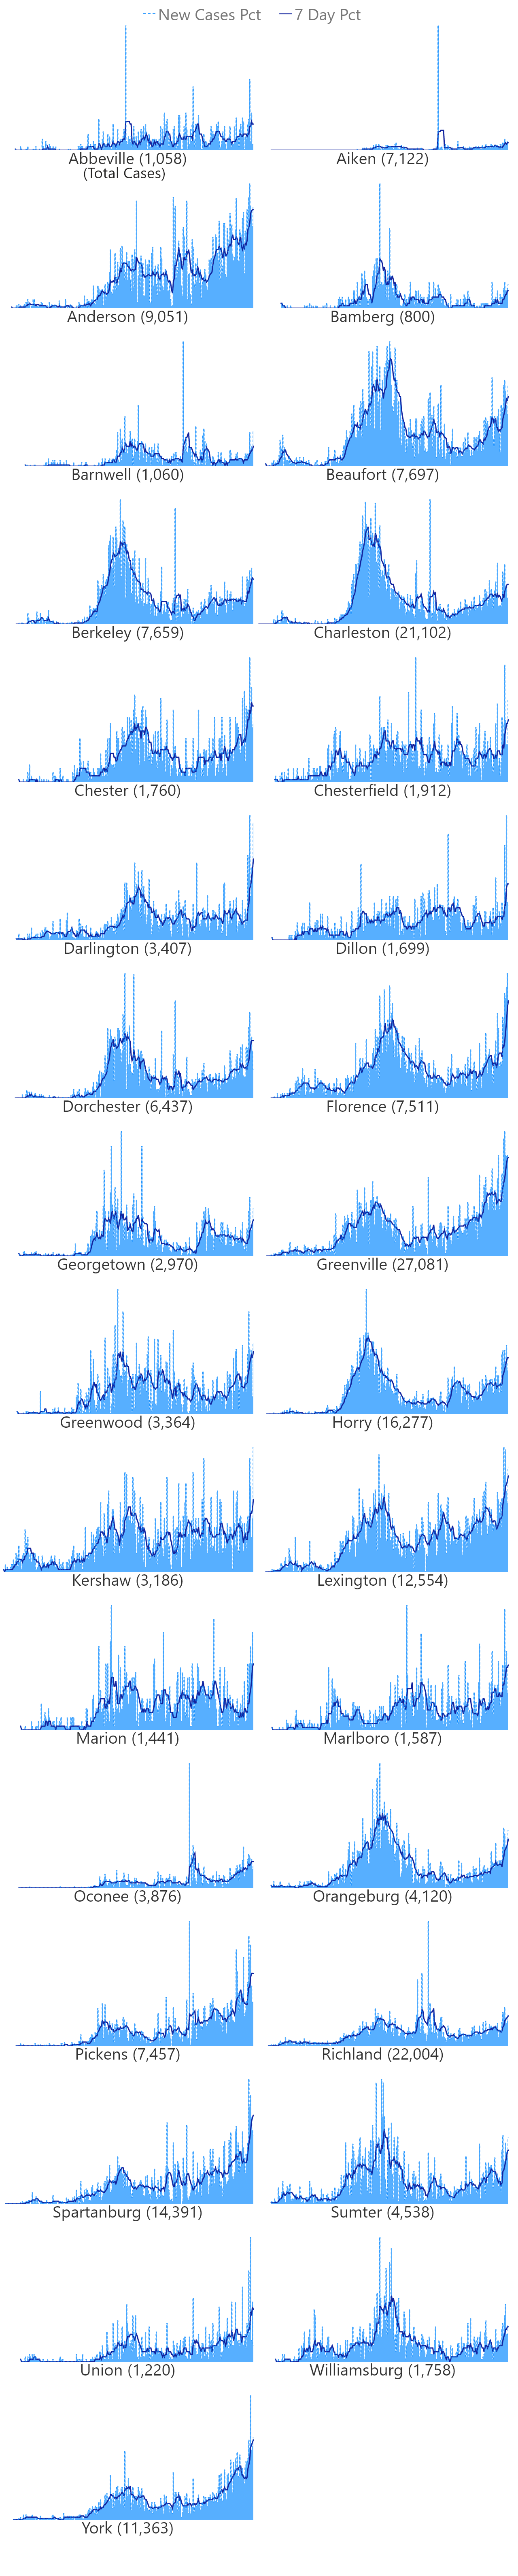 New Cases Pct 7 Day Pct
Abbeville (1,058) Aiken (7,122)
(Total Cases)
Anderson (9,051) Bamberg (800)
Barnwell (1,060) Beaufort (7,697)
Berkeley (7,659) Charleston (21,102)
Chester (1,760) Chesterfield (1,912)
Darlington (3,407) Dillon (1,699)
Dorchester (6,437) Florence (7,511)
Georgetown (2,970) Greenville (27,081)
Greenwood (3,364) Horry (16,277)
Kershaw (3,186) Lexington (12,554)
Marion (1,441) Marlboro (1,587)
Oconee (3,876) Orangeburg (4,120)
Pickens (7,457) Richland (22,004)
Spartanburg (14,391) Sumter (4,538)
Union (1,220) Williamsburg (1,758)
York (11,363)